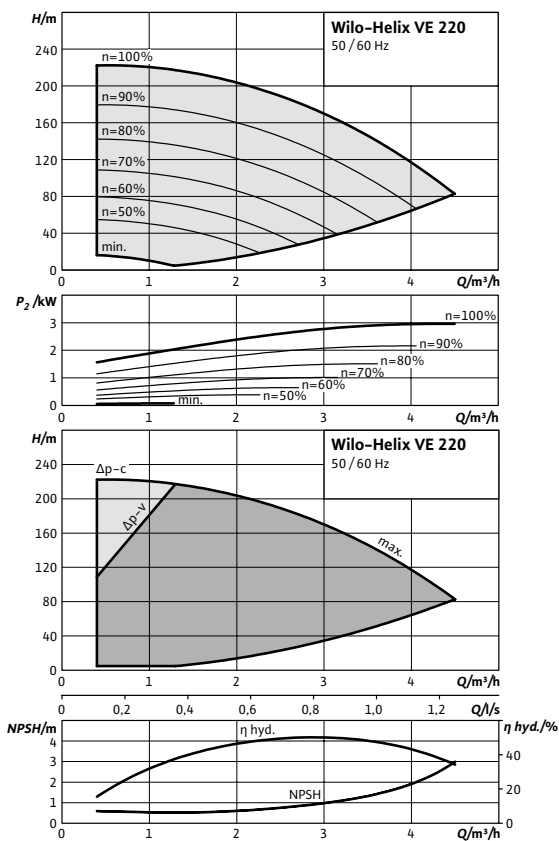 H/m
Wilo-Helix VE 220
50 / 60 Hz
240
200
160
120
80
40
0
n=100%
n=90%
n=80%
n=70%
n=60%
n=50%
min.
0 1 2 3 4 Q/m³/h
P₂ /kW
3
2
1
0
n=100%
n=90%
n=80%
n=70%
n=60%
n=50%
min.
0 1 2 3 4 Q/m³/h
H/m
Wilo-Helix VE 220
50 / 60 Hz
240
200
160
120
80
40
0
Δp-c
Δp-v
max.
0 1 2 3 4 Q/m³/h
0 0,2 0,4 0,6 0,8 1,0 1,2 Q/l/s
NPSH/m
η hyd./%
4
3
2
1
0
η hyd.
NPSH
40
20
0
0 1 2 3 4 Q/m³/h